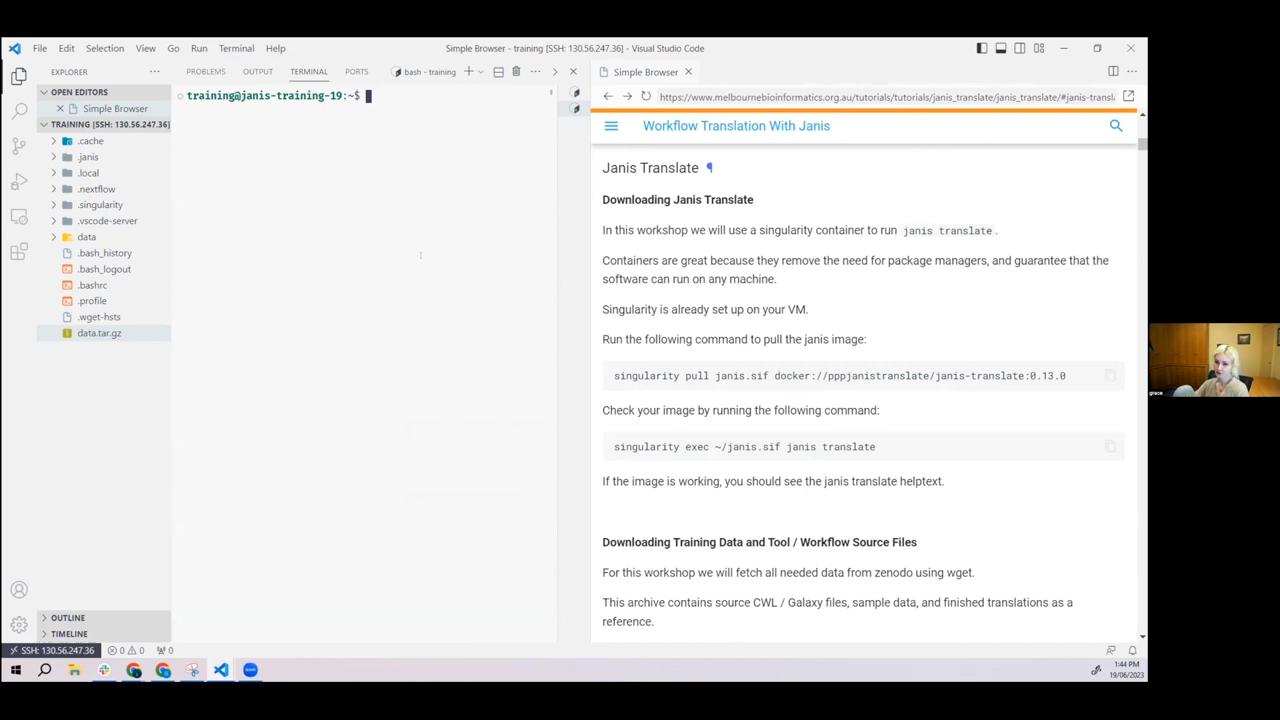 File Edit Selection View Go Run Terminal Help
Simple Browser - training [SSH: 130.56.247.36] - Visual Studio Code
EXPLORER
OPEN EDITORS
Simple Browser
TRAINING [SSH: 130.56.247.36]
.cache
.janis
.local
.nextflow
.singularity
.vscode-server
data
.bash_history
.bash_logout
.bashrc
.profile
.wget-hsts
data.tar.gz
OUTLINE
TIMELINE
PROBLEMS OUTPUT TERMINAL PORTS
bash - training
training@janis-training-19:~$
Simple Browser
https://www.melbournebioinformatics.org.au/tutorials/tutorials/janis_translate/janis_translate/#janis-transl
Workflow Translation With Janis
Janis Translate ¶
Downloading Janis Translate
In this workshop we will use a singularity container to run janis translate.
Containers are great because they remove the need for package managers, and guarantee that the
software can run on any machine.
Singularity is already set up on your VM.
Run the following command to pull the janis image:
singularity pull janis.sif docker://pppjanistranslate/janis-translate:0.13.0
Check your image by running the following command:
singularity exec ~/janis.sif janis translate
If the image is working, you should see the janis translate helptext.
Downloading Training Data and Tool / Workflow Source Files
For this workshop we will fetch all needed data from zenodo using wget.
This archive contains source CWL / Galaxy files, sample data, and finished translations as a
reference.
grace
SSH: 130.56.247.36 0 0 0
1:44 PM
19/06/2023